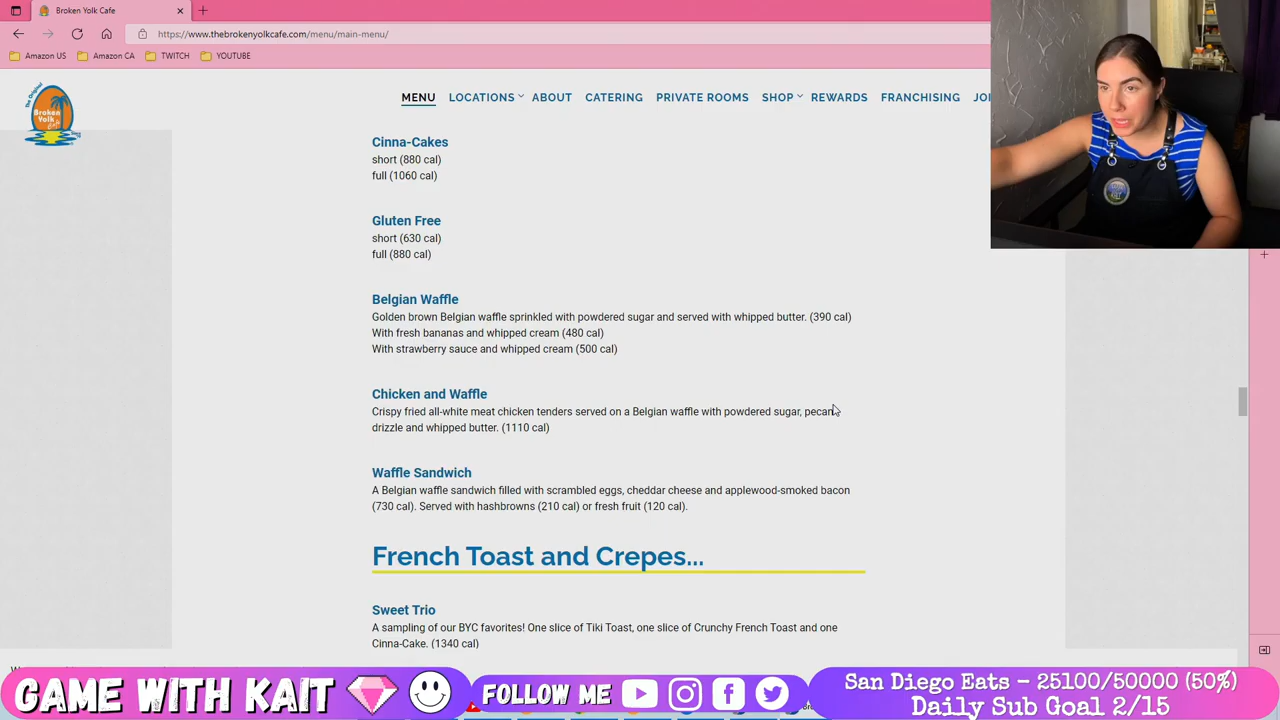 Broken Yolk Cafe
https://www.thebrokenyolkcafe.com/menu/main-menu/
Amazon US
Amazon CA
TWITCH
YOUTUBE
The Original
Broken
Yolk
Cafe
MENU
LOCATIONS
ABOUT
CATERING
PRIVATE ROOMS
SHOP
REWARDS
FRANCHISING
Cinna-Cakes
short (880 cal)
full (1060 cal)
Gluten Free
short (630 cal)
full (880 cal)
Belgian Waffle
Golden brown Belgian waffle sprinkled with powdered sugar and served with whipped butter. (390 cal)
With fresh bananas and whipped cream (480 cal)
With strawberry sauce and whipped cream (500 cal)
Chicken and Waffle
Crispy fried all-white meat chicken tenders served on a Belgian waffle with powdered sugar, pecan
drizzle and whipped butter. (1110 cal)
Waffle Sandwich
A Belgian waffle sandwich filled with scrambled eggs, cheddar cheese and applewood-smoked bacon
(730 cal). Served with hashbrowns (210 cal) or fresh fruit (120 cal).
French Toast and Crepes...
Sweet Trio
A sampling of our BYC favorites! One slice of Tiki Toast, one slice of Crunchy French Toast and one
Cinna-Cake. (1340 cal)
GAME WITH KAIT
FOLLOW ME
San Diego Eats - 25100/50000 (50%)
Daily Sub Goal 2/15